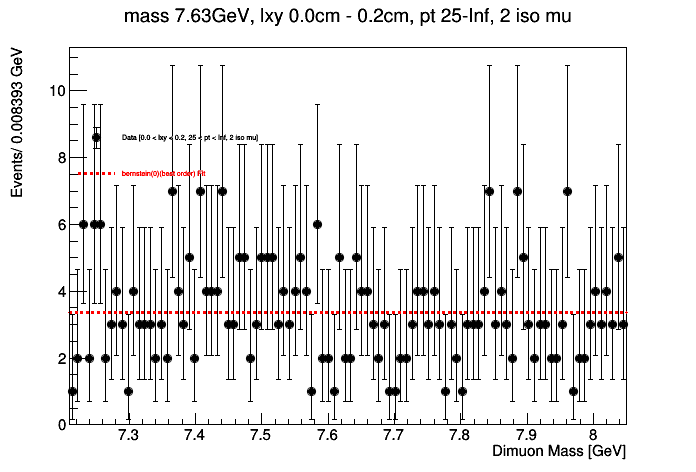 mass 7.63GeV, lxy 0.0cm - 0.2cm, pt 25-Inf, 2 iso mu
Events/ 0.008393 GeV
10
8
6
4
2
0
Data [0.0 < lxy < 0.2, 25 < pt < Inf, 2 iso mu]
bernstein(0)(best order) Fit
7.3 7.4 7.5 7.6 7.7 7.8 7.9 8
Dimuon Mass [GeV]